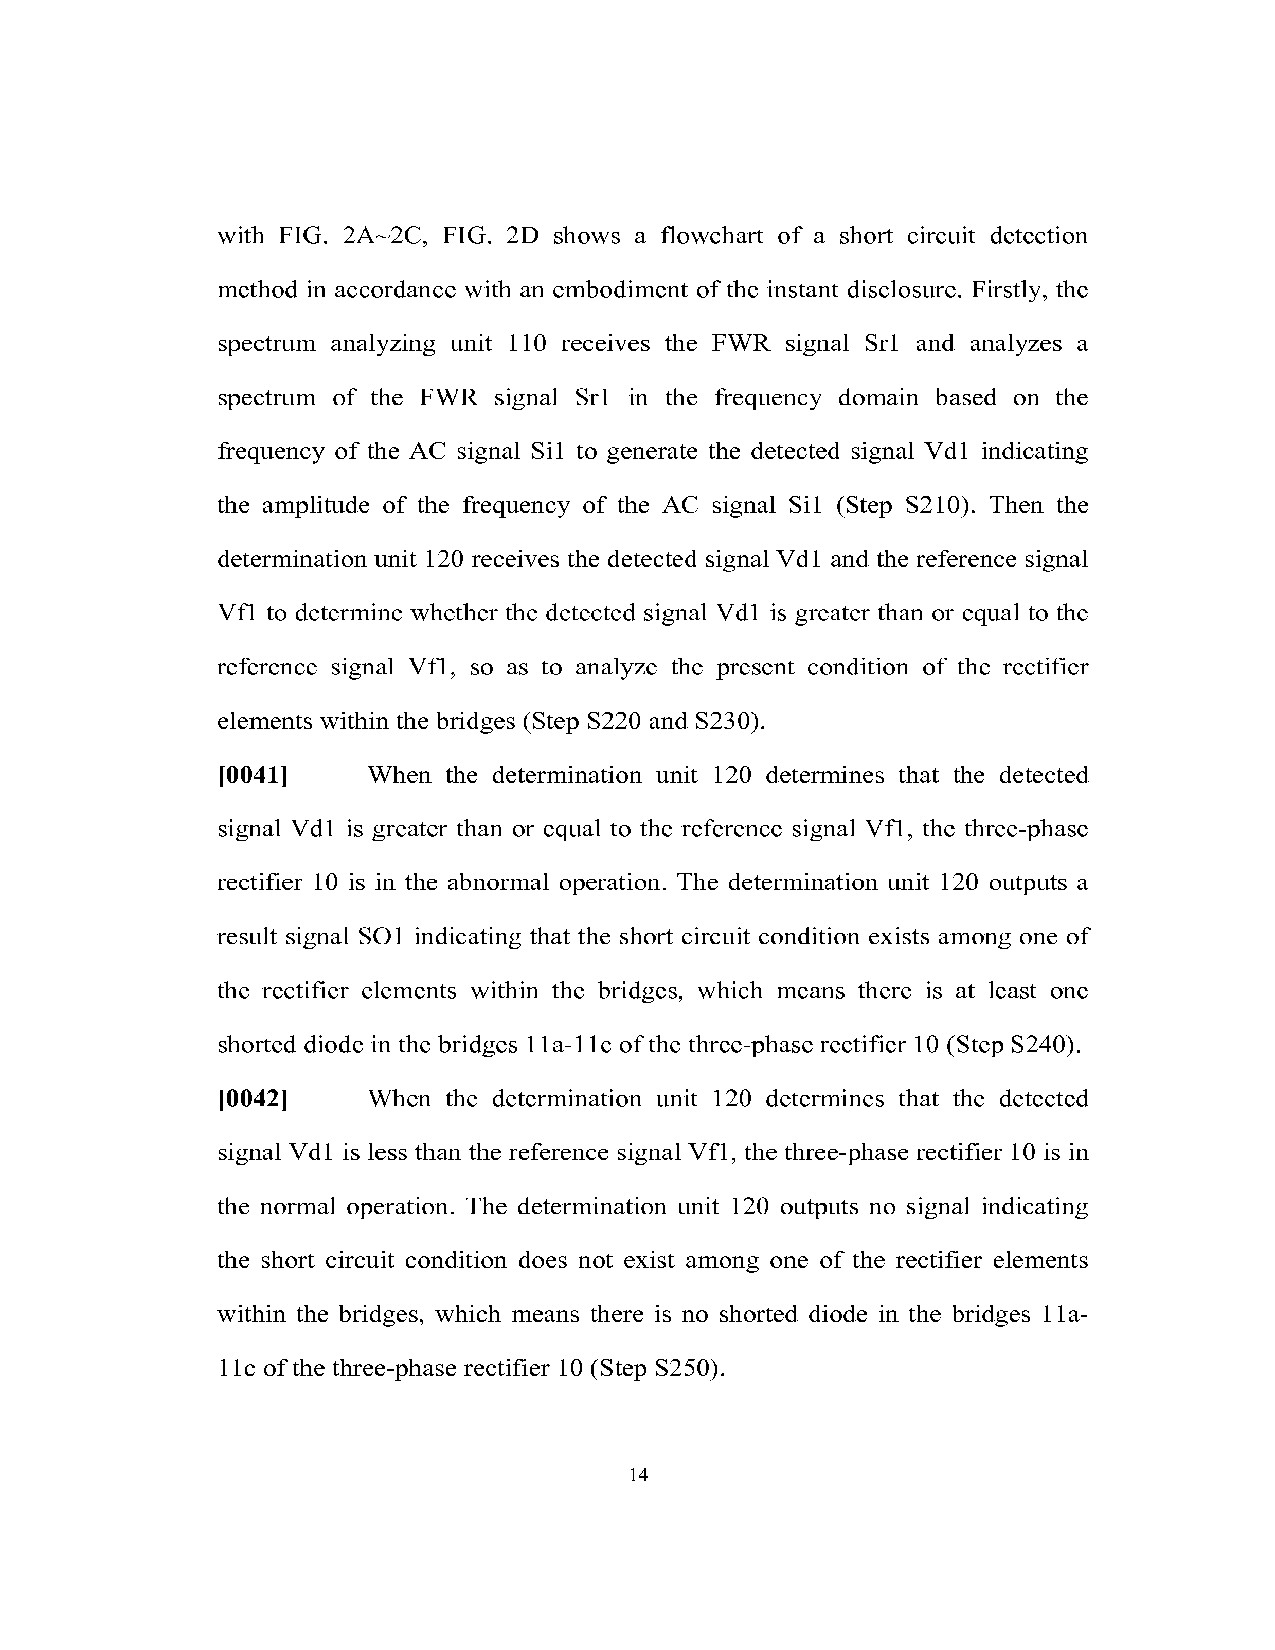 with FIG. 2A~2C, FIG. 2D shows a flowchart of a short circuit detection
method in accordance with an embodiment of the instant disclosure. Firstly, the
spectrum analyzing unit 110 receives the FWR signal Sr1 and analyzes a
spectrum of the FWR signal Sr1 in the frequency domain based on the
frequency of the AC signal Si1 to generate the detected signal Vd1 indicating
the amplitude of the frequency of the AC signal Si1 (Step S210). Then the
determination unit 120 receives the detected signal Vd1 and the reference signal
Vf1 to determine whether the detected signal Vd1 is greater than or equal to the
reference signal Vf1, so as to analyze the present condition of the rectifier
elements within the bridges (Step S220 and S230).
[0041] When the determination unit 120 determines that the detected
signal Vd1 is greater than or equal to the reference signal Vf1, the three-phase
rectifier 10 is in the abnormal operation. The determination unit 120 outputs a
result signal SO1 indicating that the short circuit condition exists among one of
the rectifier elements within the bridges, which means there is at least one
shorted diode in the bridges 11a-11c of the three-phase rectifier 10 (Step S240).
[0042] When the determination unit 120 determines that the detected
signal Vd1 is less than the reference signal Vf1, the three-phase rectifier 10 is in
the normal operation. The determination unit 120 outputs no signal indicating
the short circuit condition does not exist among one of the rectifier elements
within the bridges, which means there is no shorted diode in the bridges 11a-
11c of the three-phase rectifier 10 (Step S250).
14